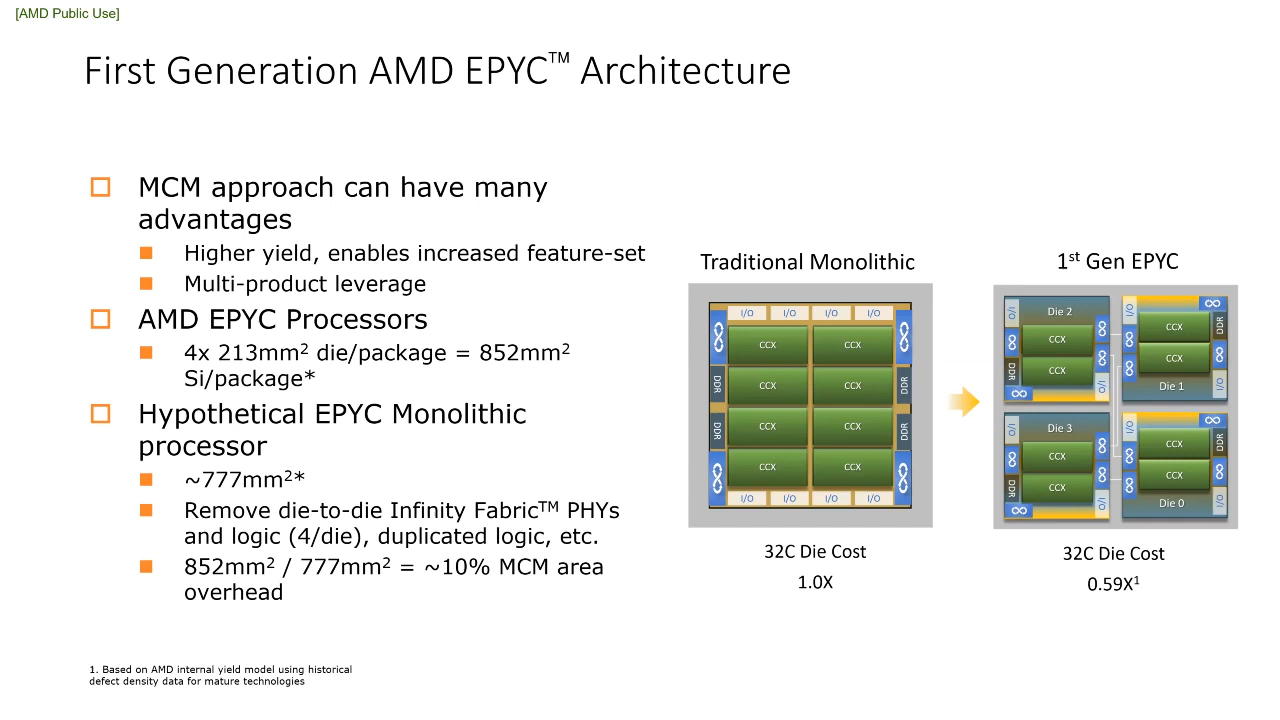 [AMD Public Use]
First Generation AMD EPYC™ Architecture
MCM approach can have many
advantages
Higher yield, enables increased feature-set
Multi-product leverage
AMD EPYC Processors
4x 213mm² die/package = 852mm²
Si/package*
Hypothetical EPYC Monolithic
processor
~777mm²*
Remove die-to-die Infinity Fabric™ PHYs
and logic (4/die), duplicated logic, etc.
852mm² / 777mm² = ~10% MCM area
overhead
Traditional Monolithic
I/O I/O I/O I/O
CCX CCX
DDR CCX CCX DDR
DDR CCX CCX DDR
CCX CCX
I/O I/O I/O I/O
32C Die Cost
1.0X
1st Gen EPYC
I/O Die 2
CCX
CCX
DDR I/O
I/O
CCX DDR
CCX
Die 1 I/O
I/O Die 3
CCX
CCX
DDR I/O
I/O
CCX DDR
CCX
Die 0 I/O
32C Die Cost
0.59X¹
1. Based on AMD internal yield model using historical
defect density data for mature technologies